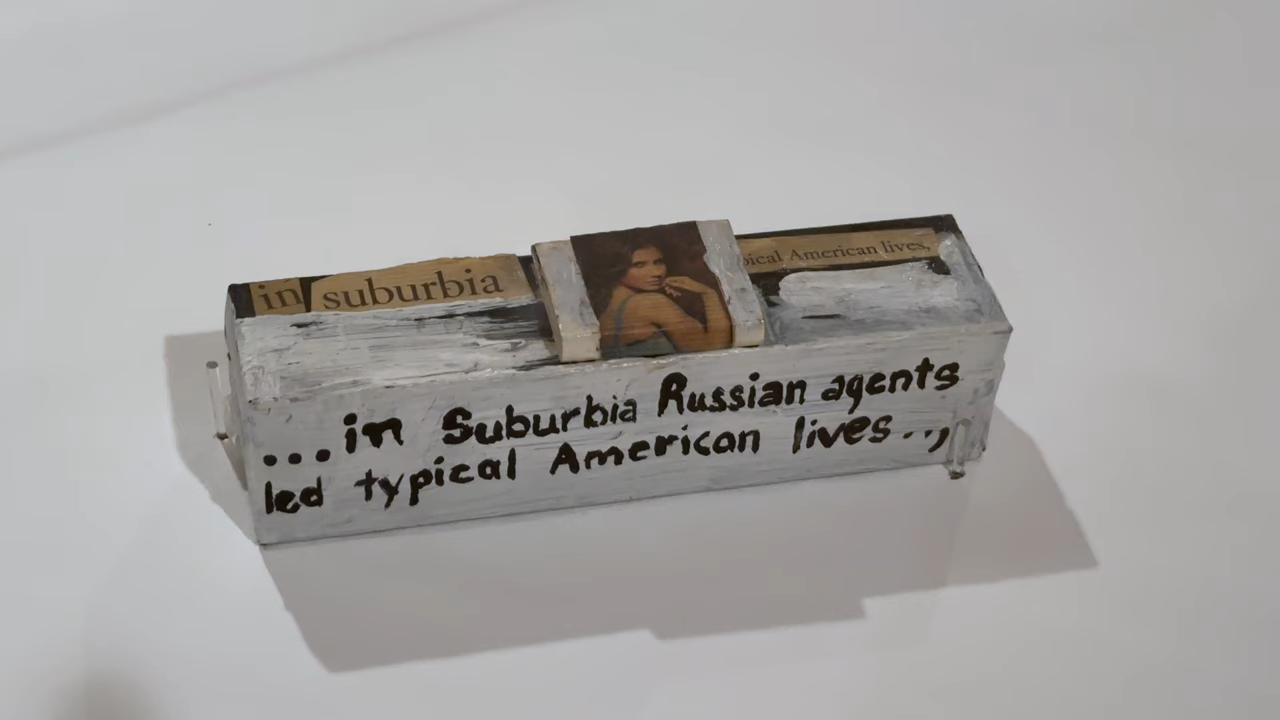 in suburbia
pical American lives,
...in Suburbia Russian agents
led typical American lives..,